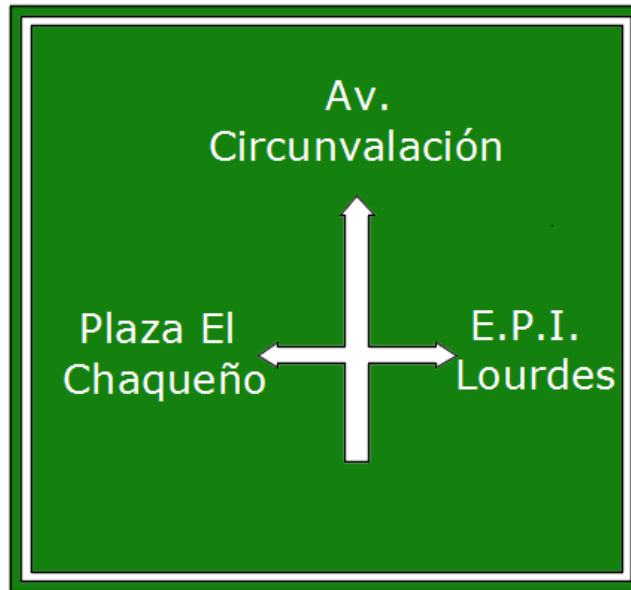 Av.
Circunvalación
Plaza El
Chaqueño
E.P.I.
Lourdes